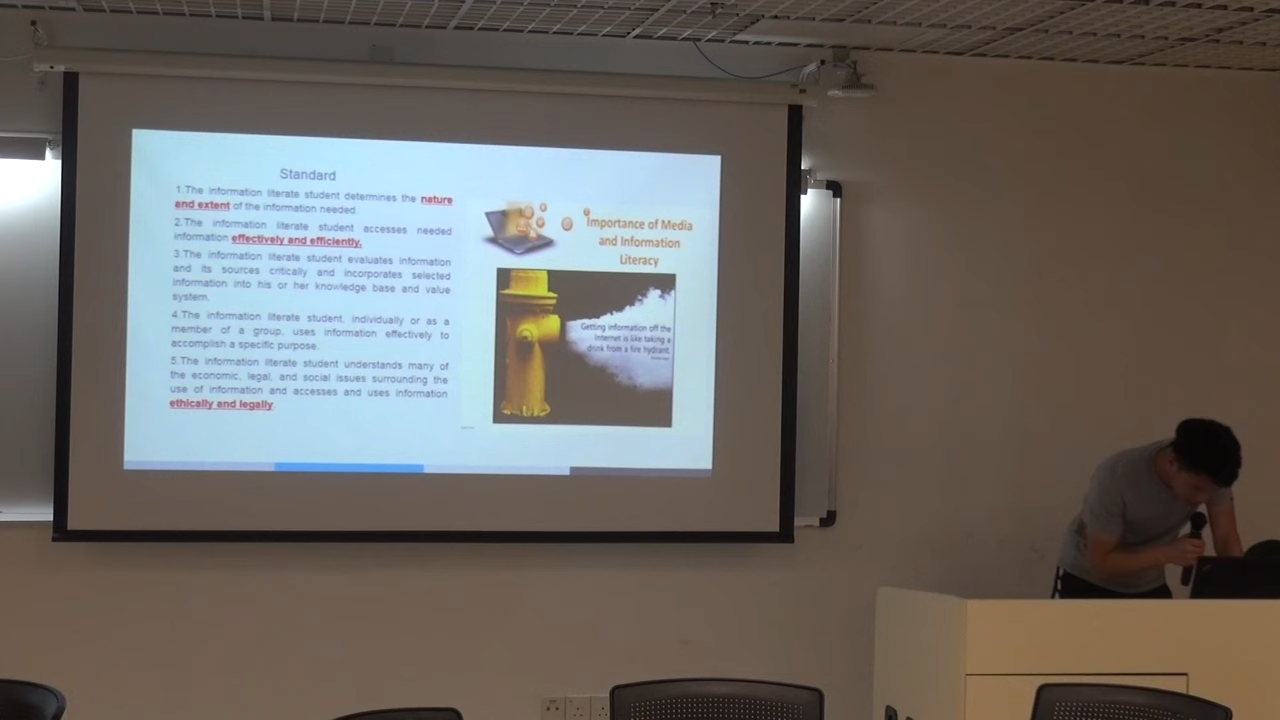 Standard
1.The information literate student determines the nature
and extent of the information needed.
2.The information literate student accesses needed
information effectively and efficiently.
3.The information literate student evaluates information
and its sources critically and incorporates selected
information into his or her knowledge base and value
system.
4.The information literate student, individually or as a
member of a group, uses information effectively to
accomplish a specific purpose.
5.The information literate student understands many of
the economic, legal, and social issues surrounding the
use of information and accesses and uses information
ethically and legally.
Importance of Media
and Information
Literacy
Getting information off the
Internet is like taking a
drink from a fire hydrant.